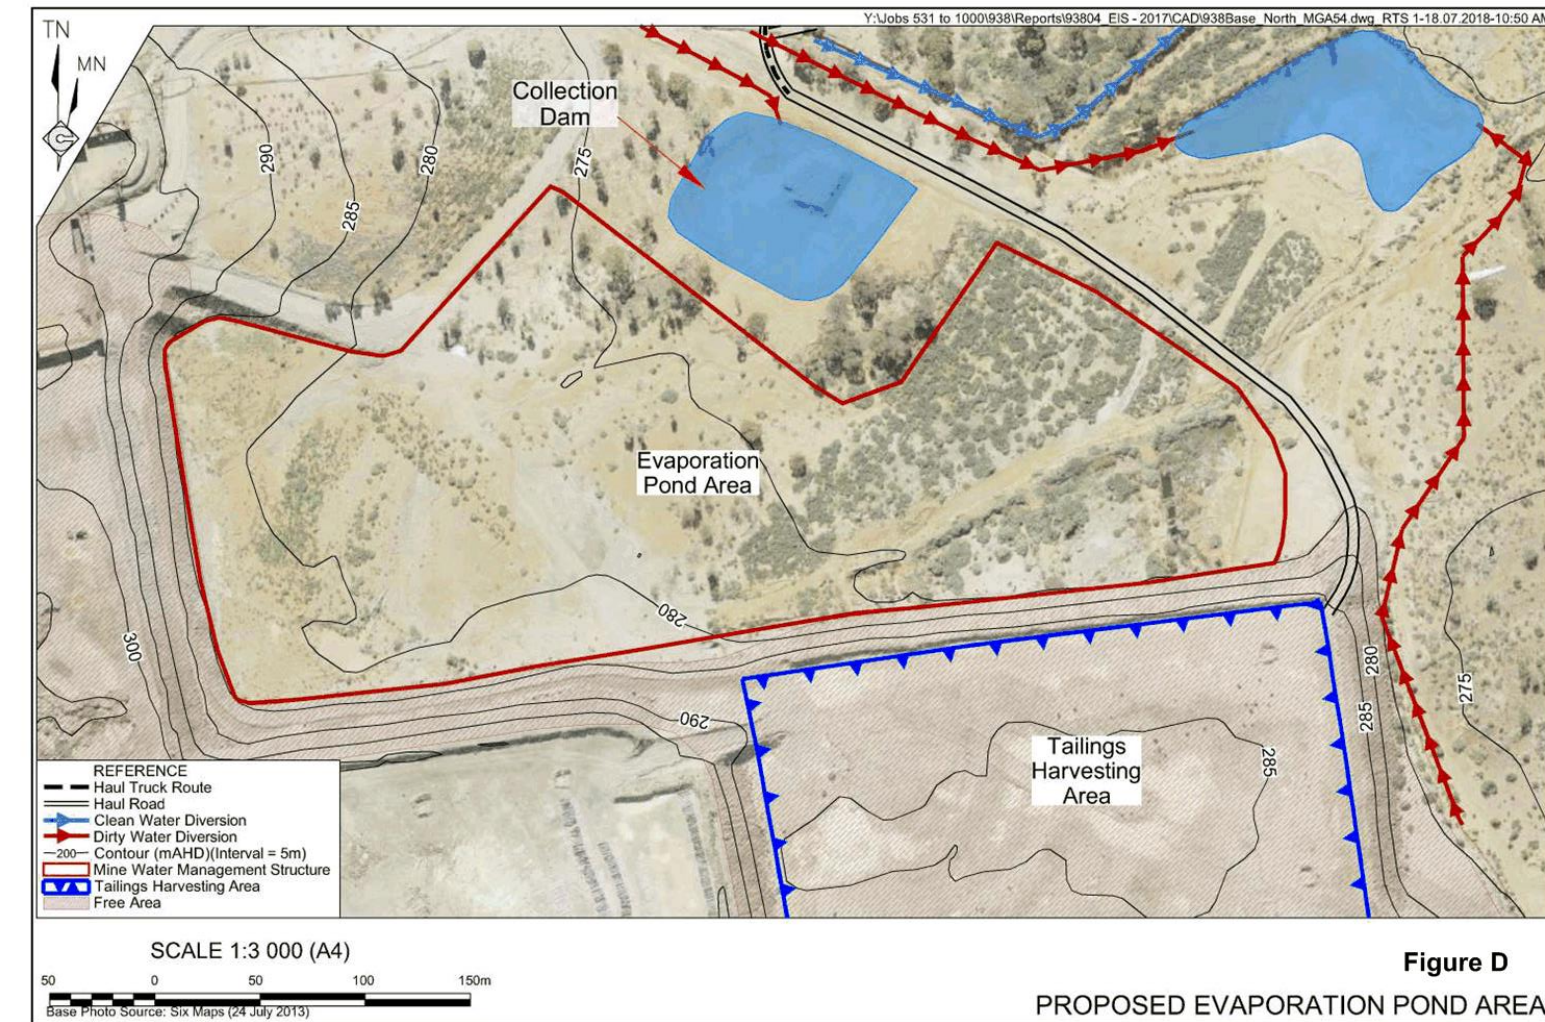 Y:\Jobs 531 to 1000\938\Reports\93804_EIS - 2017\CAD\938Base_North_MGA54.dwg_RTS 1-18.07.2018-10:50 AM
TN
MN
Collection
Dam
290
285
280
275
Evaporation
Pond Area
280
300
290
280
285
275
Tailings
Harvesting
Area
285
REFERENCE
Haul Truck Route
Haul Road
Clean Water Diversion
Dirty Water Diversion
200 Contour (mAHD)(Interval = 5m)
Mine Water Management Structure
Tailings Harvesting Area
Free Area
SCALE 1:3 000 (A4)
50 0 50 100 150m
Base Photo Source: Six Maps (24 July 2013)
Figure D
PROPOSED EVAPORATION POND AREA